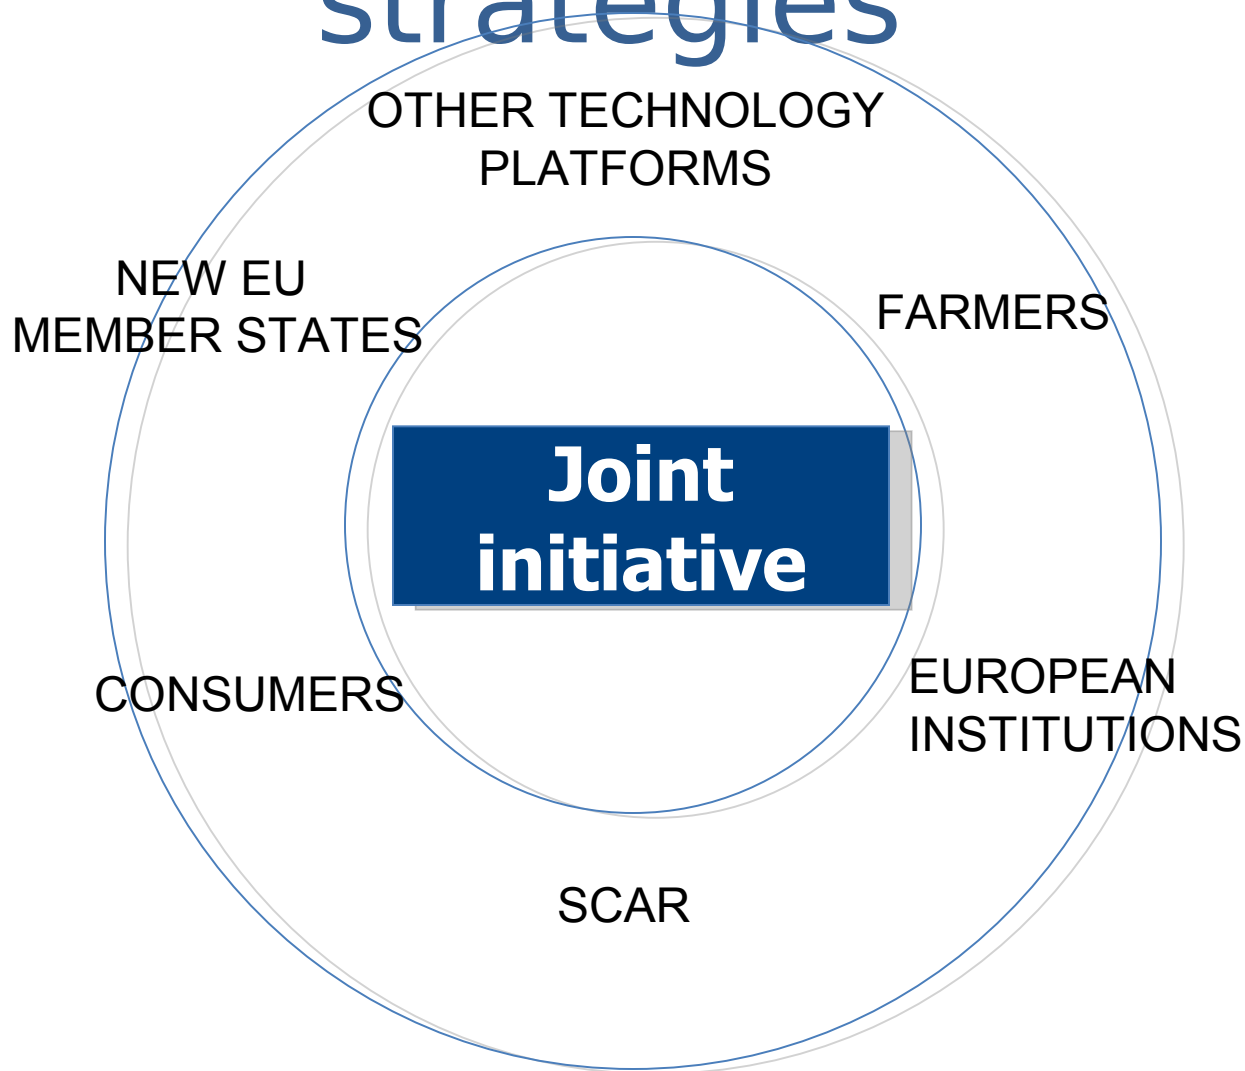 strategies
OTHER TECHNOLOGY
PLATFORMS
NEW EU
MEMBER STATES
FARMERS
Joint
initiative
CONSUMERS
EUROPEAN
INSTITUTIONS
SCAR